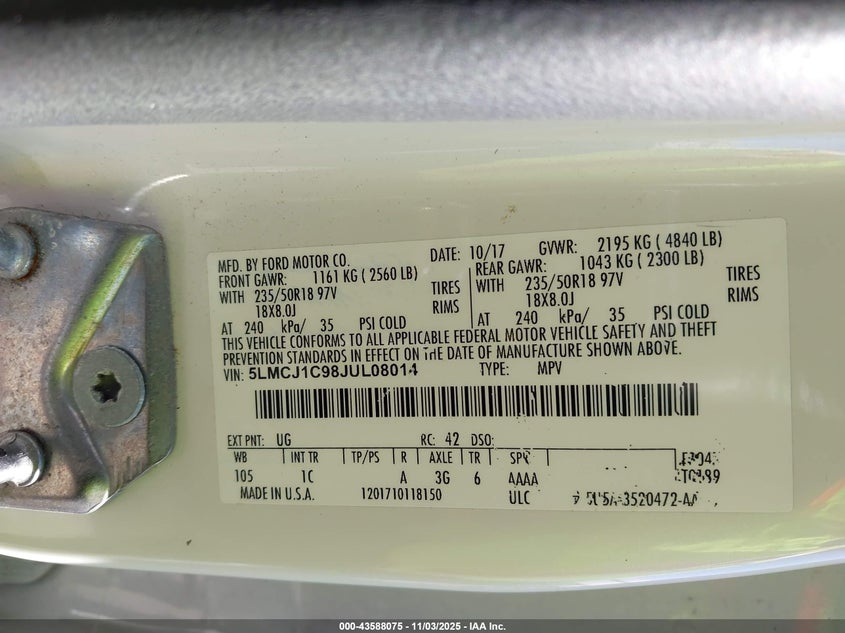 MFD. BY FORD MOTOR CO. DATE: 10/17 GVWR: 2195 KG ( 4840 LB)
FRONT GAWR: 1161 KG ( 2560 LB) REAR GAWR: 1043 KG ( 2300 LB)
WITH 235/50R18 97V TIRES WITH 235/50R18 97V TIRES
18X8.0J RIMS 18X8.0J RIMS
AT 240 kPa/ 35 PSI COLD AT 240 kPa/ 35 PSI COLD
THIS VEHICLE CONFORMS TO ALL APPLICABLE FEDERAL MOTOR VEHICLE SAFETY AND THEFT
PREVENTION STANDARDS IN EFFECT ON THE DATE OF MANUFACTURE SHOWN ABOVE.
VIN: 5LMCJ1C98JUL08014 TYPE: MPV
EXT PNT: UG RC: 42 DSO:
WB INT TR TP/PS R AXLE TR SPR
105 1C A 3G 6 AAAA
MADE IN U.S.A. 1201710118150 ULC
000-43588075 - 11/03/2025 - IAA Inc.